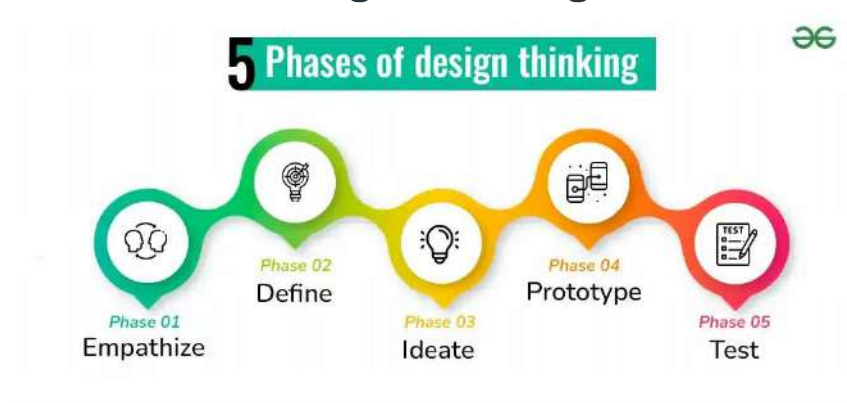 5 Phases of design thinking
Phase 01
Empathize
Phase 02
Define
Phase 03
Ideate
Phase 04
Prototype
TEST
Phase 05
Test